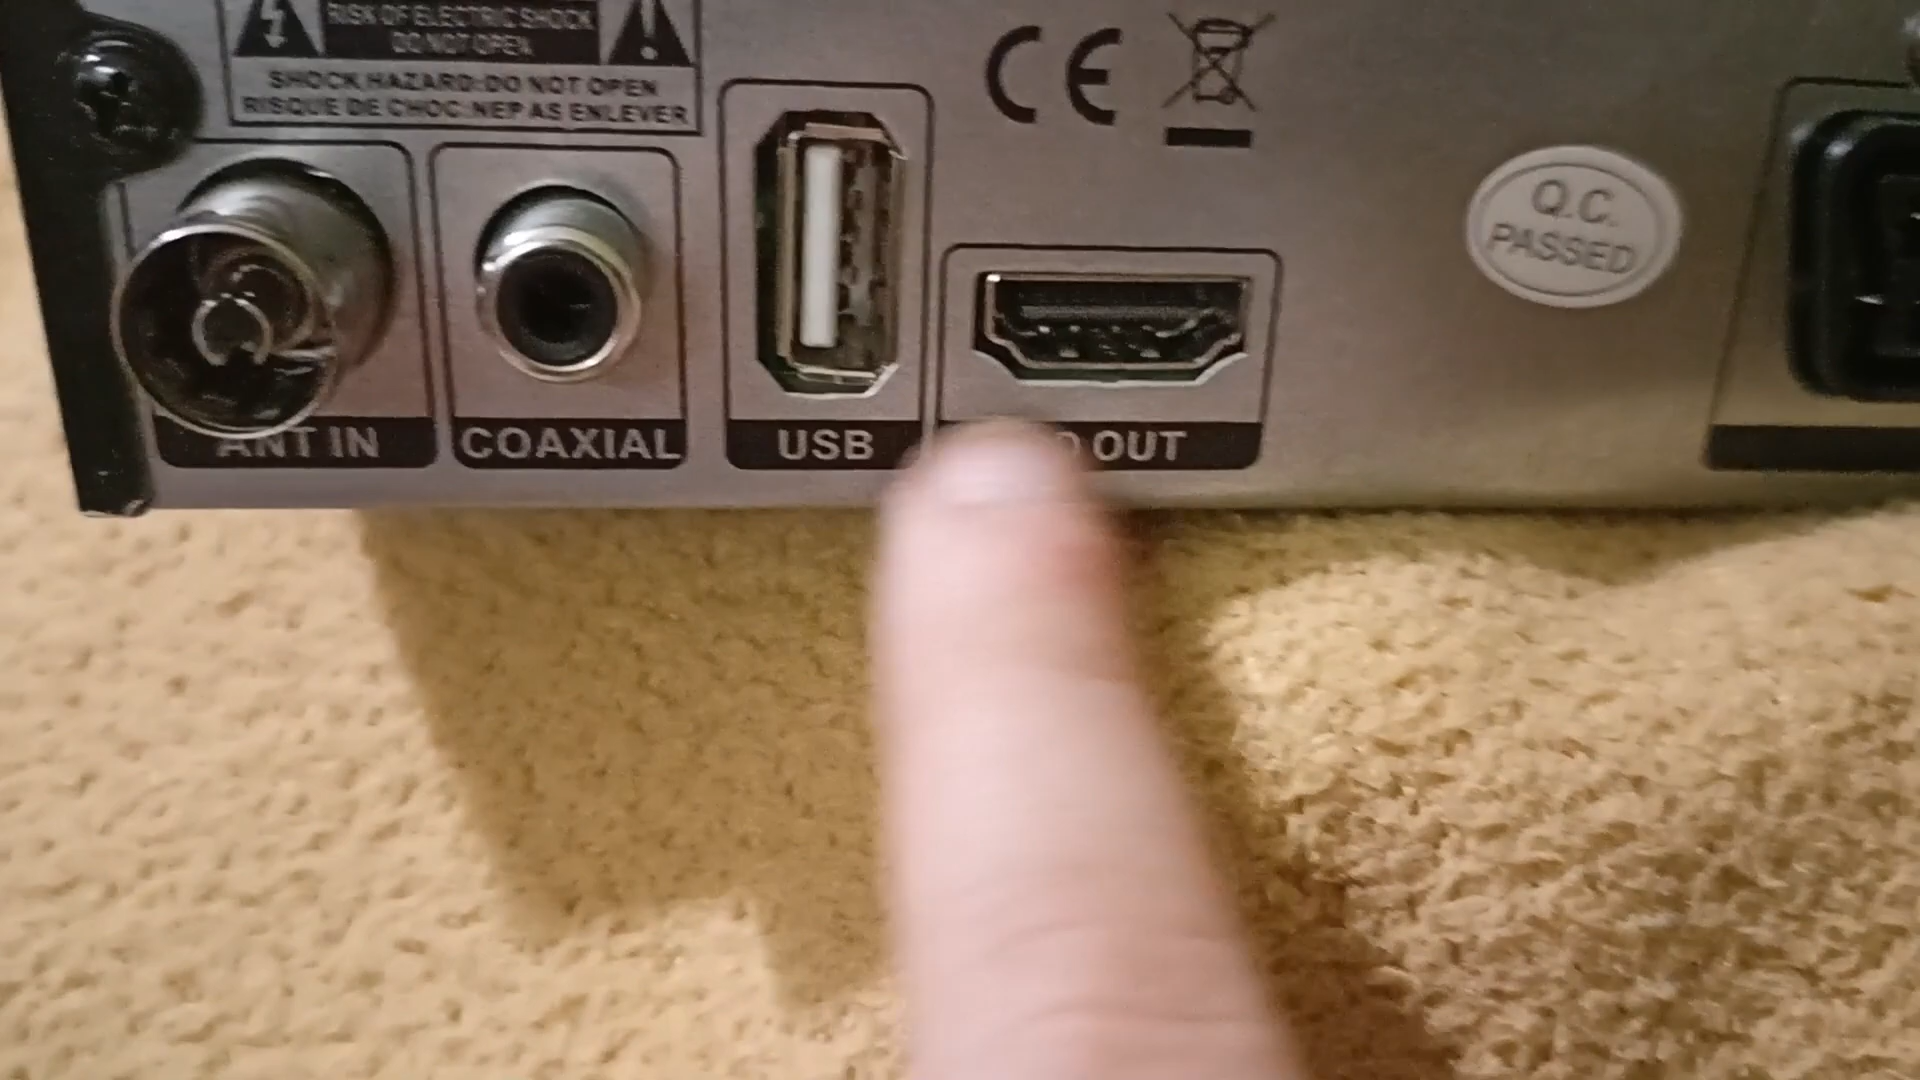 RISK OF ELECTRIC SHOCK
DO NOT OPEN
SHOCK HAZARD:DO NOT OPEN
RISQUE DE CHOC:NEP AS ENLEVER
CE
Q.C.
PASSED
ANT IN
COAXIAL
USB
OUT